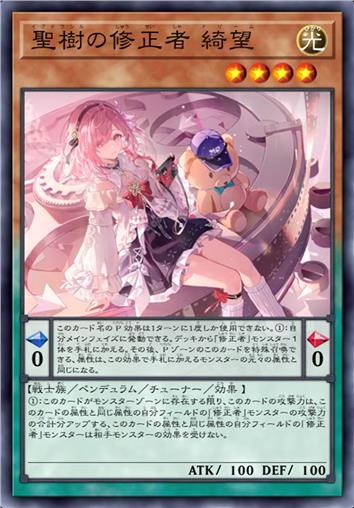 聖樹の修正者 綺望
光
0
このカード名のP効果は1ターンに1度しか使用できない。①:自
分メインフェイズに発動できる。デッキから「修正者」モンスター1
体を手札に加える。その後、Pゾーンのこのカードを特殊召喚で
きる。属性は、この効果で手札に加えるモンスターの元々の属性と
同じになる。
0
【戦士族/ペンデュラム/チューナー/効果】
①:このカードがモンスターゾーンに存在する限り、このカードの攻撃力は、こ
のカードの属性と同じ属性の自分フィールドの「修正者」モンスターの攻撃力の
合計分アップする、このカードの属性と同じ属性の自分フィールドの「修正
者」モンスターは相手モンスターの効果を受けない。
ATK/ 100 DEF/ 100